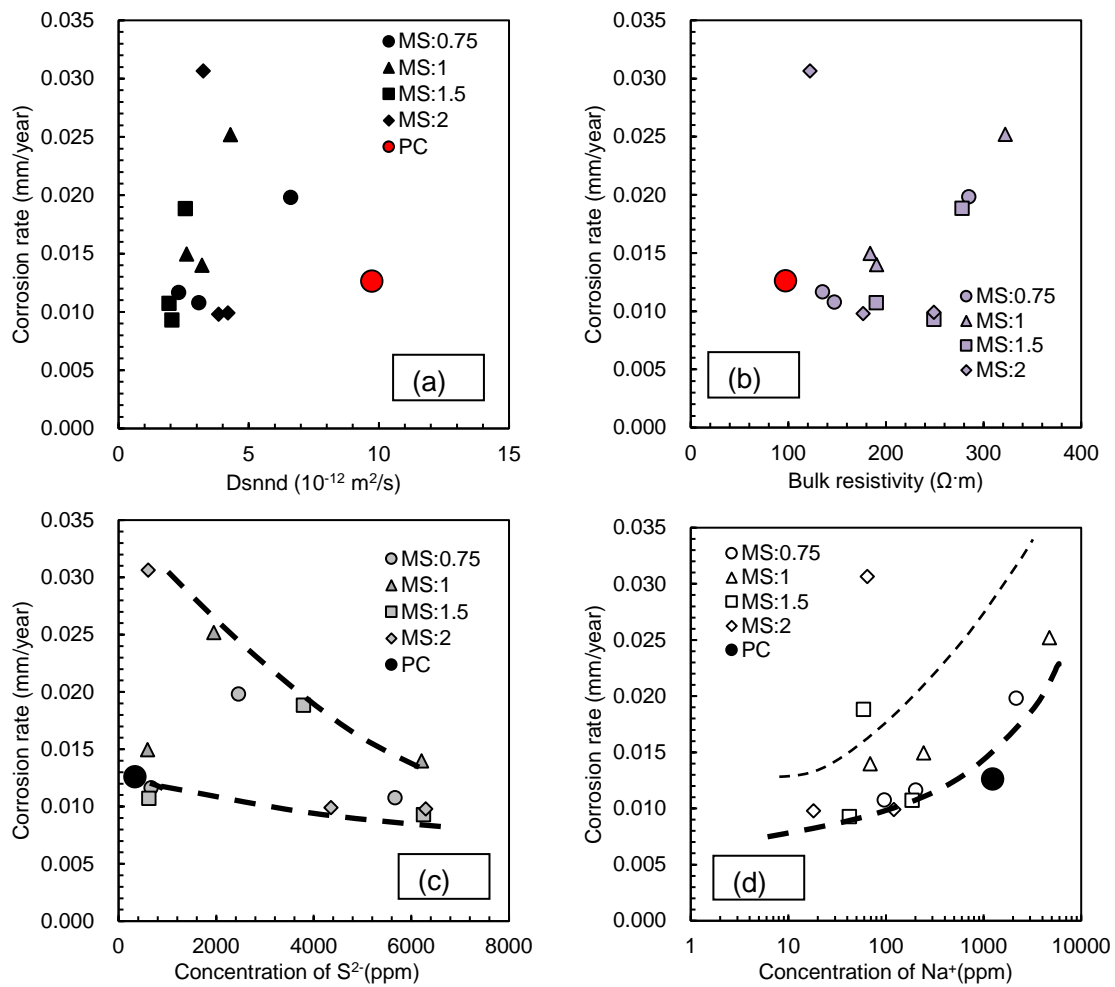 0.035
0.030
0.025
0.020
0.015
0.010
0.005
0.000
Corrosion rate (mm/year)
0
5
10
15
Dsnnd (10-12 m2/s)
MS:0.75
MS:1
MS:1.5
MS:2
PC
(a)
0.035
0.030
0.025
0.020
0.015
0.010
0.005
0.000
Corrosion rate (mm/year)
0
100
200
300
400
Bulk resistivity (Ω·m)
MS:0.75
MS:1
MS:1.5
MS:2
(b)
0.035
0.030
0.025
0.020
0.015
0.010
0.005
0.000
Corrosion rate (mm/year)
0
2000
4000
6000
8000
Concentration of S2-(ppm)
MS:0.75
MS:1
MS:1.5
MS:2
PC
(c)
0.035
0.030
0.025
0.020
0.015
0.010
0.005
0.000
Corrosion rate (mm/year)
1
10
100
1000
10000
Concentration of Na+(ppm)
MS:0.75
MS:1
MS:1.5
MS:2
PC
(d)